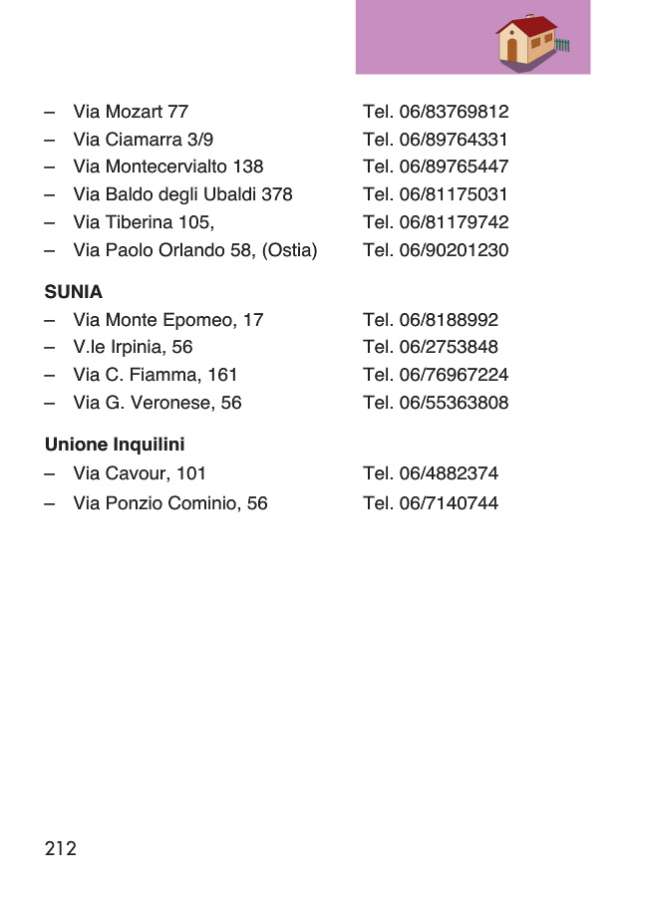 – Via Mozart 77 Tel. 06/83769812
– Via Ciamarra 3/9 Tel. 06/89764331
– Via Montecervialto 138 Tel. 06/89765447
– Via Baldo degli Ubaldi 378 Tel. 06/81175031
– Via Tiberina 105, Tel. 06/81179742
– Via Paolo Orlando 58, (Ostia) Tel. 06/90201230
SUNIA
– Via Monte Epomeo, 17 Tel. 06/8188992
– V.le Irpinia, 56 Tel. 06/2753848
– Via C. Fiamma, 161 Tel. 06/76967224
– Via G. Veronese, 56 Tel. 06/55363808
Unione Inquilini
– Via Cavour, 101 Tel. 06/4882374
– Via Ponzio Cominio, 56 Tel. 06/7140744
212